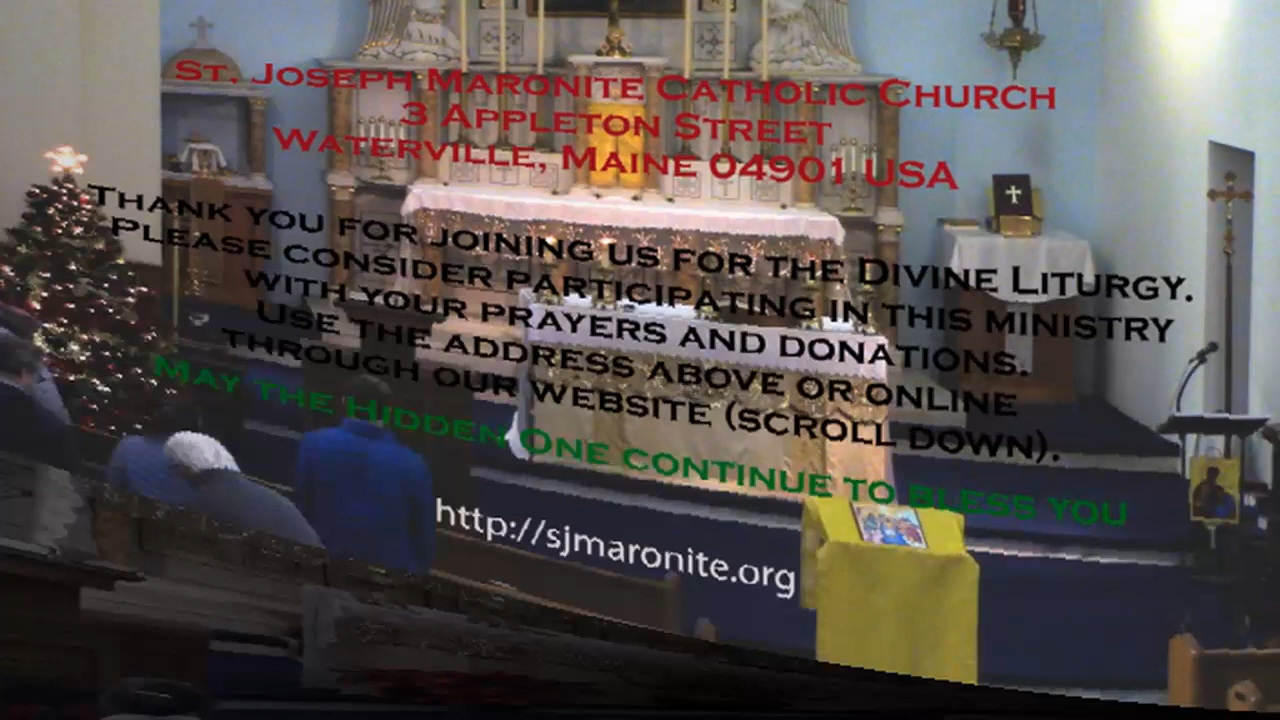 St. Joseph Maronite Catholic Church
3 Appleton Street
Waterville, Maine 04901 USA
Thank you for joining us for the Divine Liturgy.
Please consider participating in this ministry
with your prayers and donations.
Use the address above or online
through our website (scroll down).
May the Hidden One continue to bless you
http://sjmaronite.org